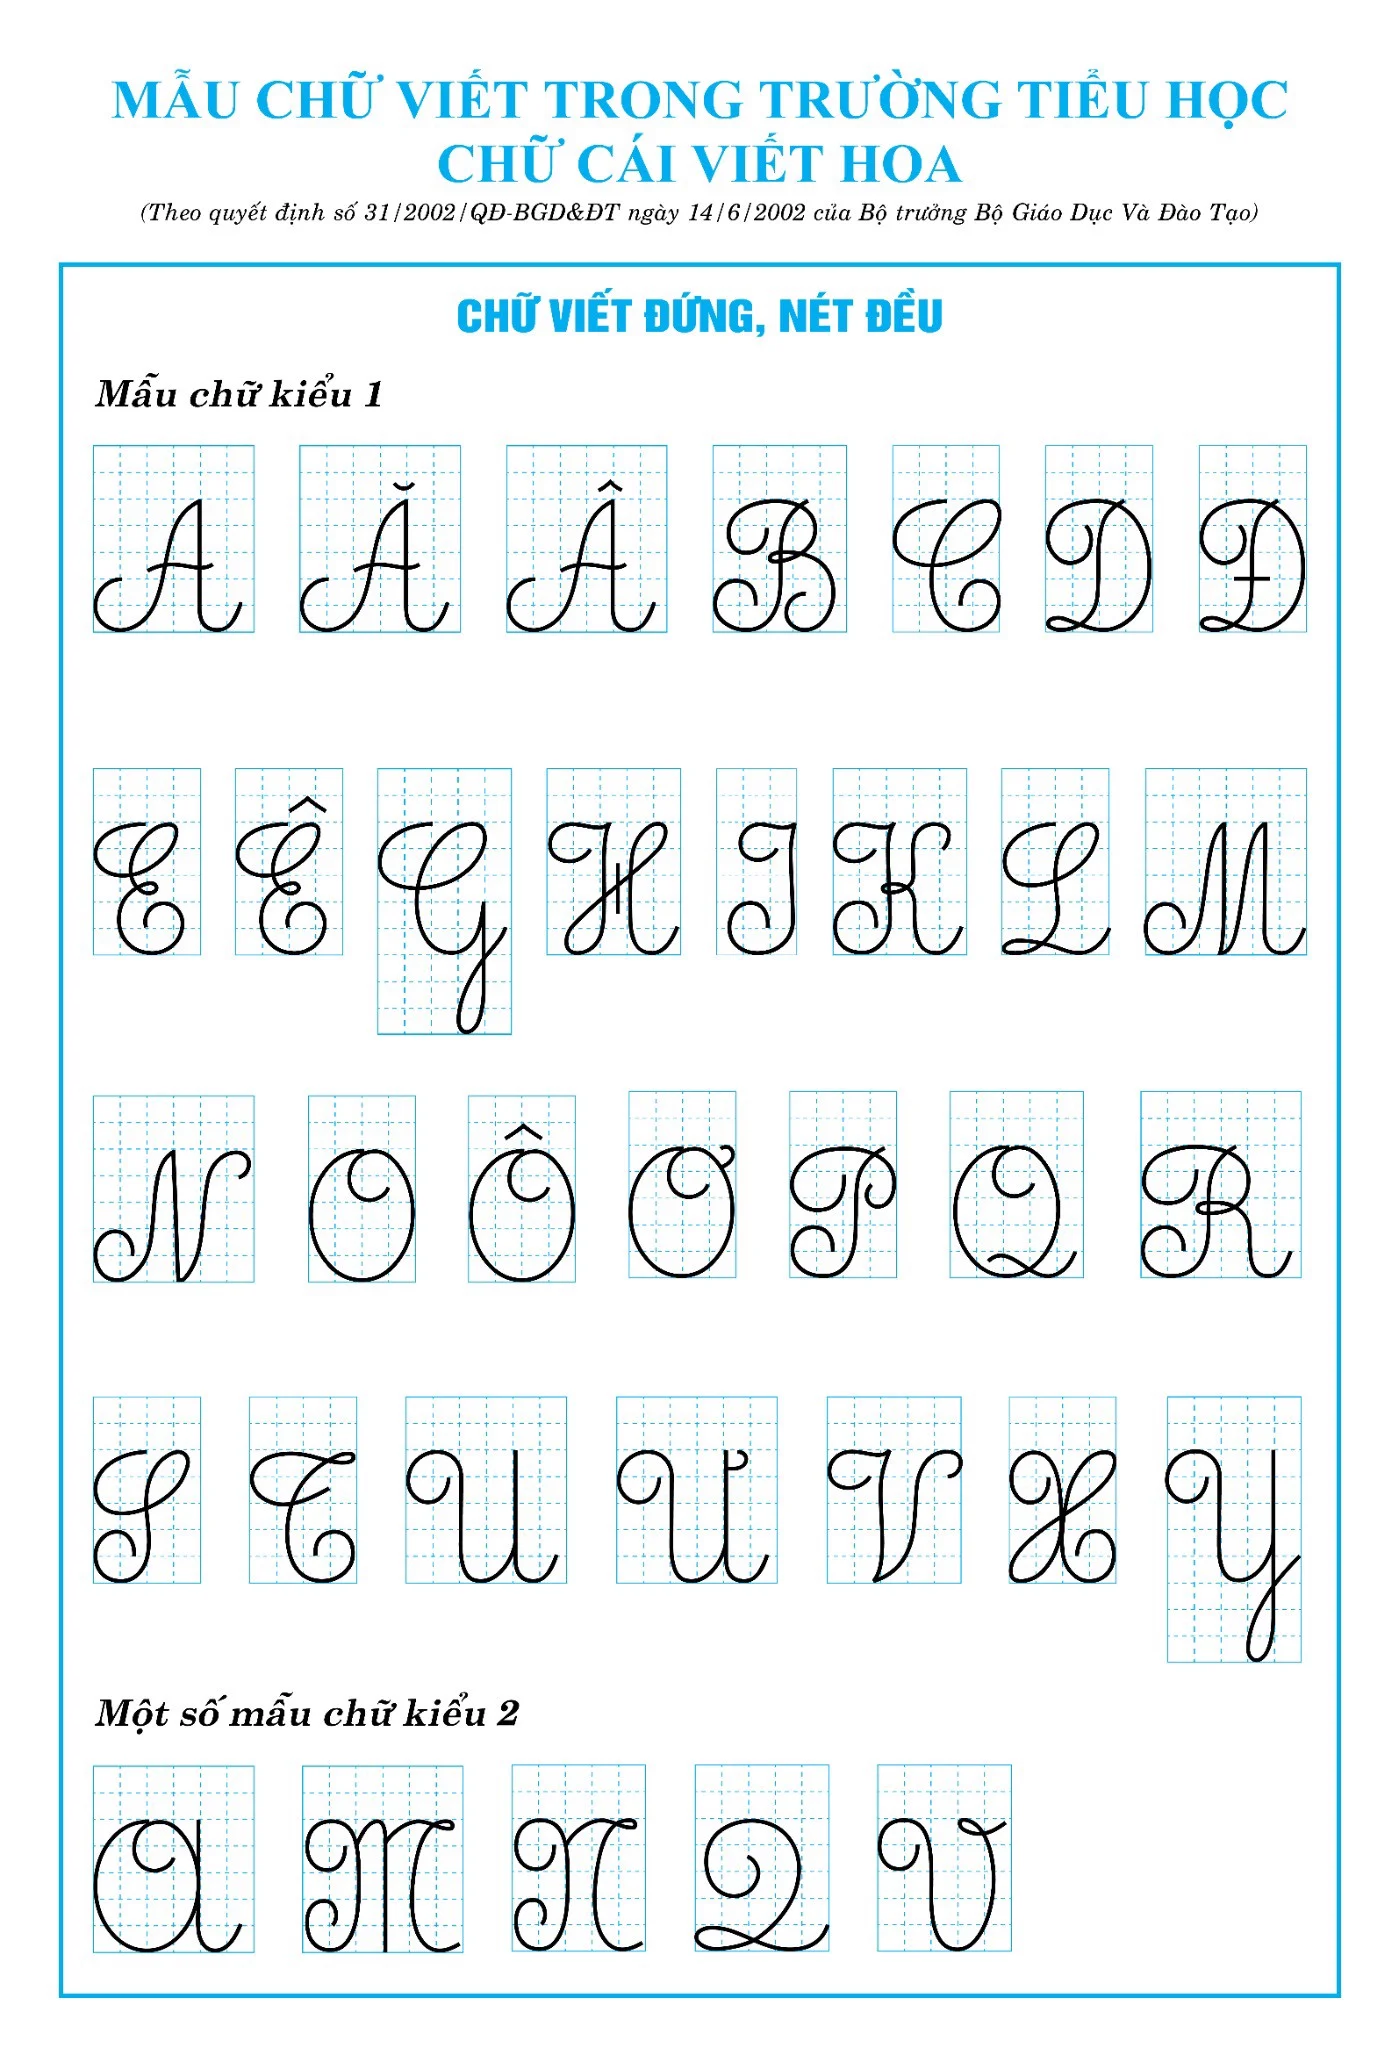 MẪU CHỮ VIẾT TRONG TRƯỜNG TIỂU HỌC
CHỮ CÁI VIẾT HOA
(Theo quyết định số 31/2002/QĐ-BGD&ĐT ngày 14/6/2002 của Bộ trưởng Bộ Giáo Dục Và Đào Tạo)
CHỮ VIẾT ĐỨNG, NÉT ĐỀU
Mẫu chữ kiểu 1
A Ă Â B C D Đ
E Ê G H I K L M
N O Ô Ơ P Q R
S T U Ư V X Y
Một số mẫu chữ kiểu 2
A M N Q V